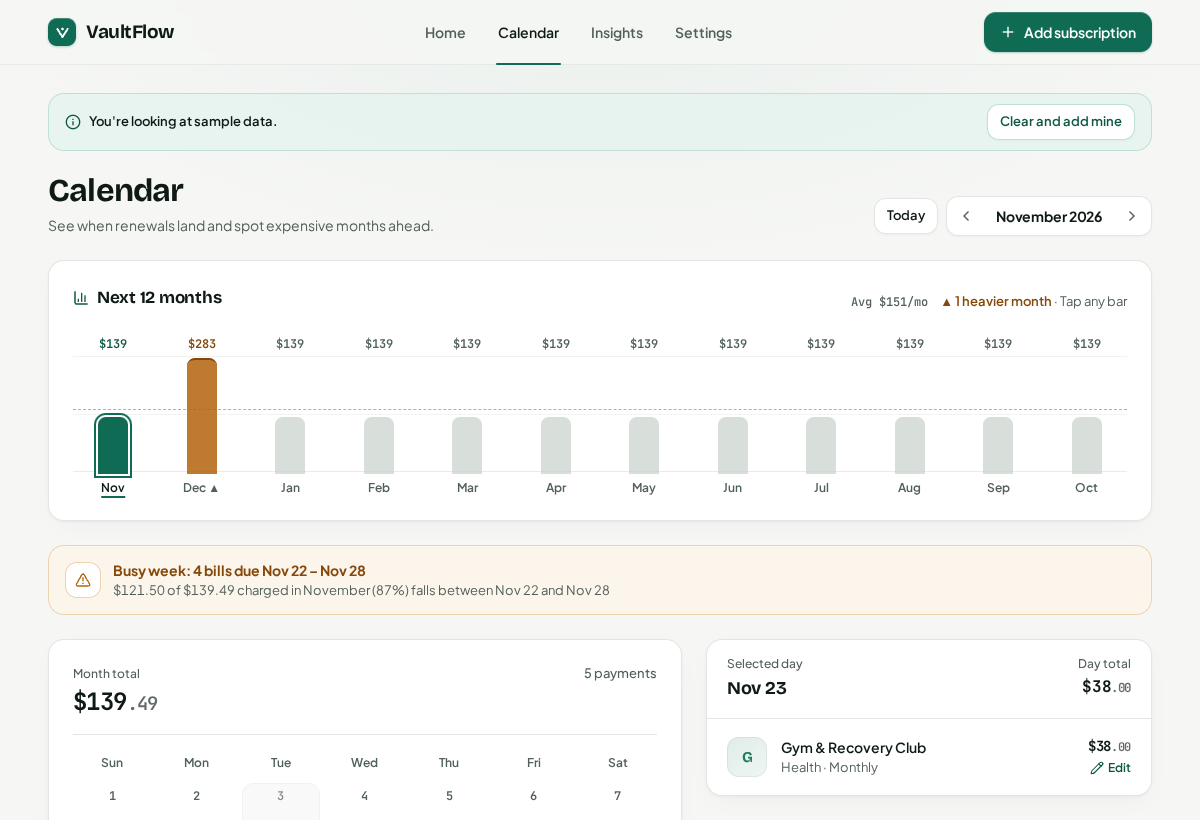 VaultFlow
Home Calendar Insights Settings
+ Add subscription
You're looking at sample data.
Clear and add mine
Calendar
See when renewals land and spot expensive months ahead.
Today
November 2026
Next 12 months
Avg $151/mo ▲ 1 heavier month · Tap any bar
$139 $283 $139 $139 $139 $139 $139 $139 $139 $139 $139 $139
Nov Dec ▲ Jan Feb Mar Apr May Jun Jul Aug Sep Oct
Busy week: 4 bills due Nov 22 – Nov 28
$121.50 of $139.49 charged in November (87%) falls between Nov 22 and Nov 28
Month total 5 payments
$139.49
Sun Mon Tue Wed Thu Fri Sat
1 2 3 4 5 6 7
Selected day Day total
Nov 23 $38.00
G
Gym & Recovery Club $38.00
Health · Monthly Edit